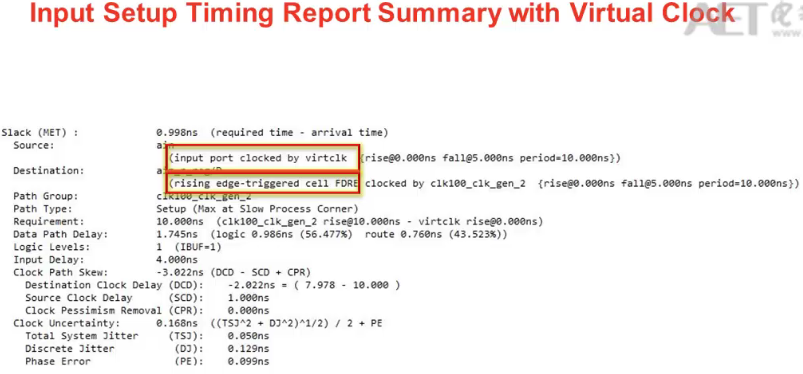 Input Setup Timing Report Summary with Virtual Clock
www.
Slack (MET) : 0.998ns (required time - arrival time)
Source: ain
(input port clocked by virtclk {rise@0.000ns fall@5.000ns period=10.000ns})
Destination:
(rising edge-triggered cell FDRE clocked by clk100_clk_gen_2 {rise@0.000ns fall@5.000ns period=10.000ns})
Path Group: clk100_clk_gen_2
Path Type: Setup (Max at Slow Process Corner)
Requirement: 10.000ns (clk100_clk_gen_2 rise@10.000ns - virtclk rise@0.000ns)
Data Path Delay: 1.745ns (logic 0.986ns (56.477%) route 0.760ns (43.523%))
Logic Levels: 1 (IBUF=1)
Input Delay: 4.000ns
Clock Path Skew: -3.022ns (DCD - SCD + CPR)
Destination Clock Delay (DCD): -2.022ns = ( 7.978 - 10.000 )
Source Clock Delay (SCD): 1.000ns
Clock Pessimism Removal (CPR): 0.000ns
Clock Uncertainty: 0.168ns ((TSJ^2 + DJ^2)^1/2) / 2 + PE
Total System Jitter (TSJ): 0.050ns
Discrete Jitter (DJ): 0.129ns
Phase Error (PE): 0.099ns